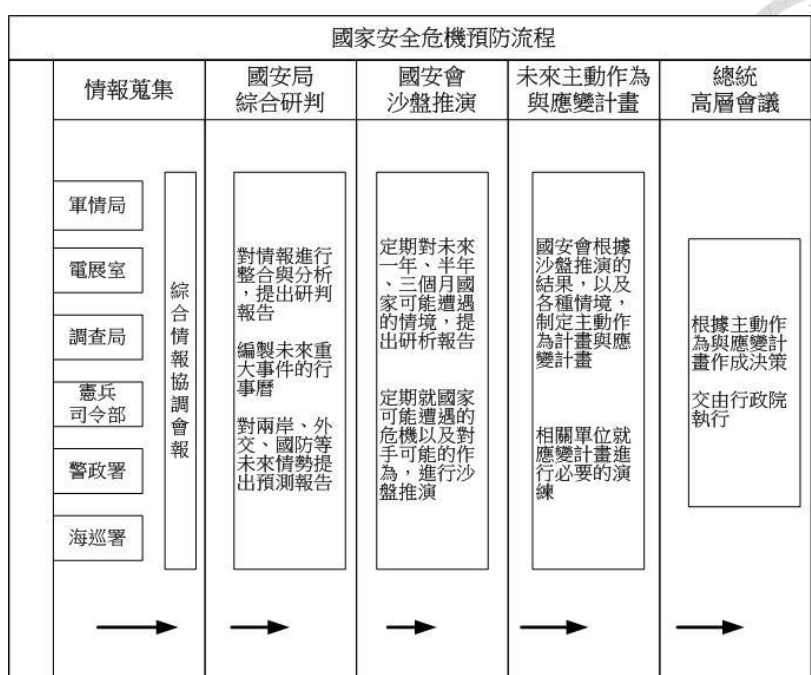 國家安全危機預防流程
情報蒐集
國安局
綜合研判
國安會
沙盤推演
未來主動作為
與應變計畫
總統
高層會議
軍情局
電展室
調查局
憲兵
司令部
警政署
海巡署
綜合情報協調會報
對情報進行
整合與分析
，提出研判
報告
編製未來重
大事件的行
事曆
對兩岸、外
交、國防等
未來情勢提
出預測報告
定期對未來
一年、半年
、三個月國
家可能遭遇
的情境，提
出研析報告
定期就國家
可能遭遇的
危機以及對
手可能的作
為，進行沙
盤推演
國安會根據
沙盤推演的
結果，以及
各種情境，
制定主動作
為計畫與應
變計畫
相關單位就
應變計畫進
行必要的演
練
根據主動作
為與應變計
畫作成決策
交由行政院
執行